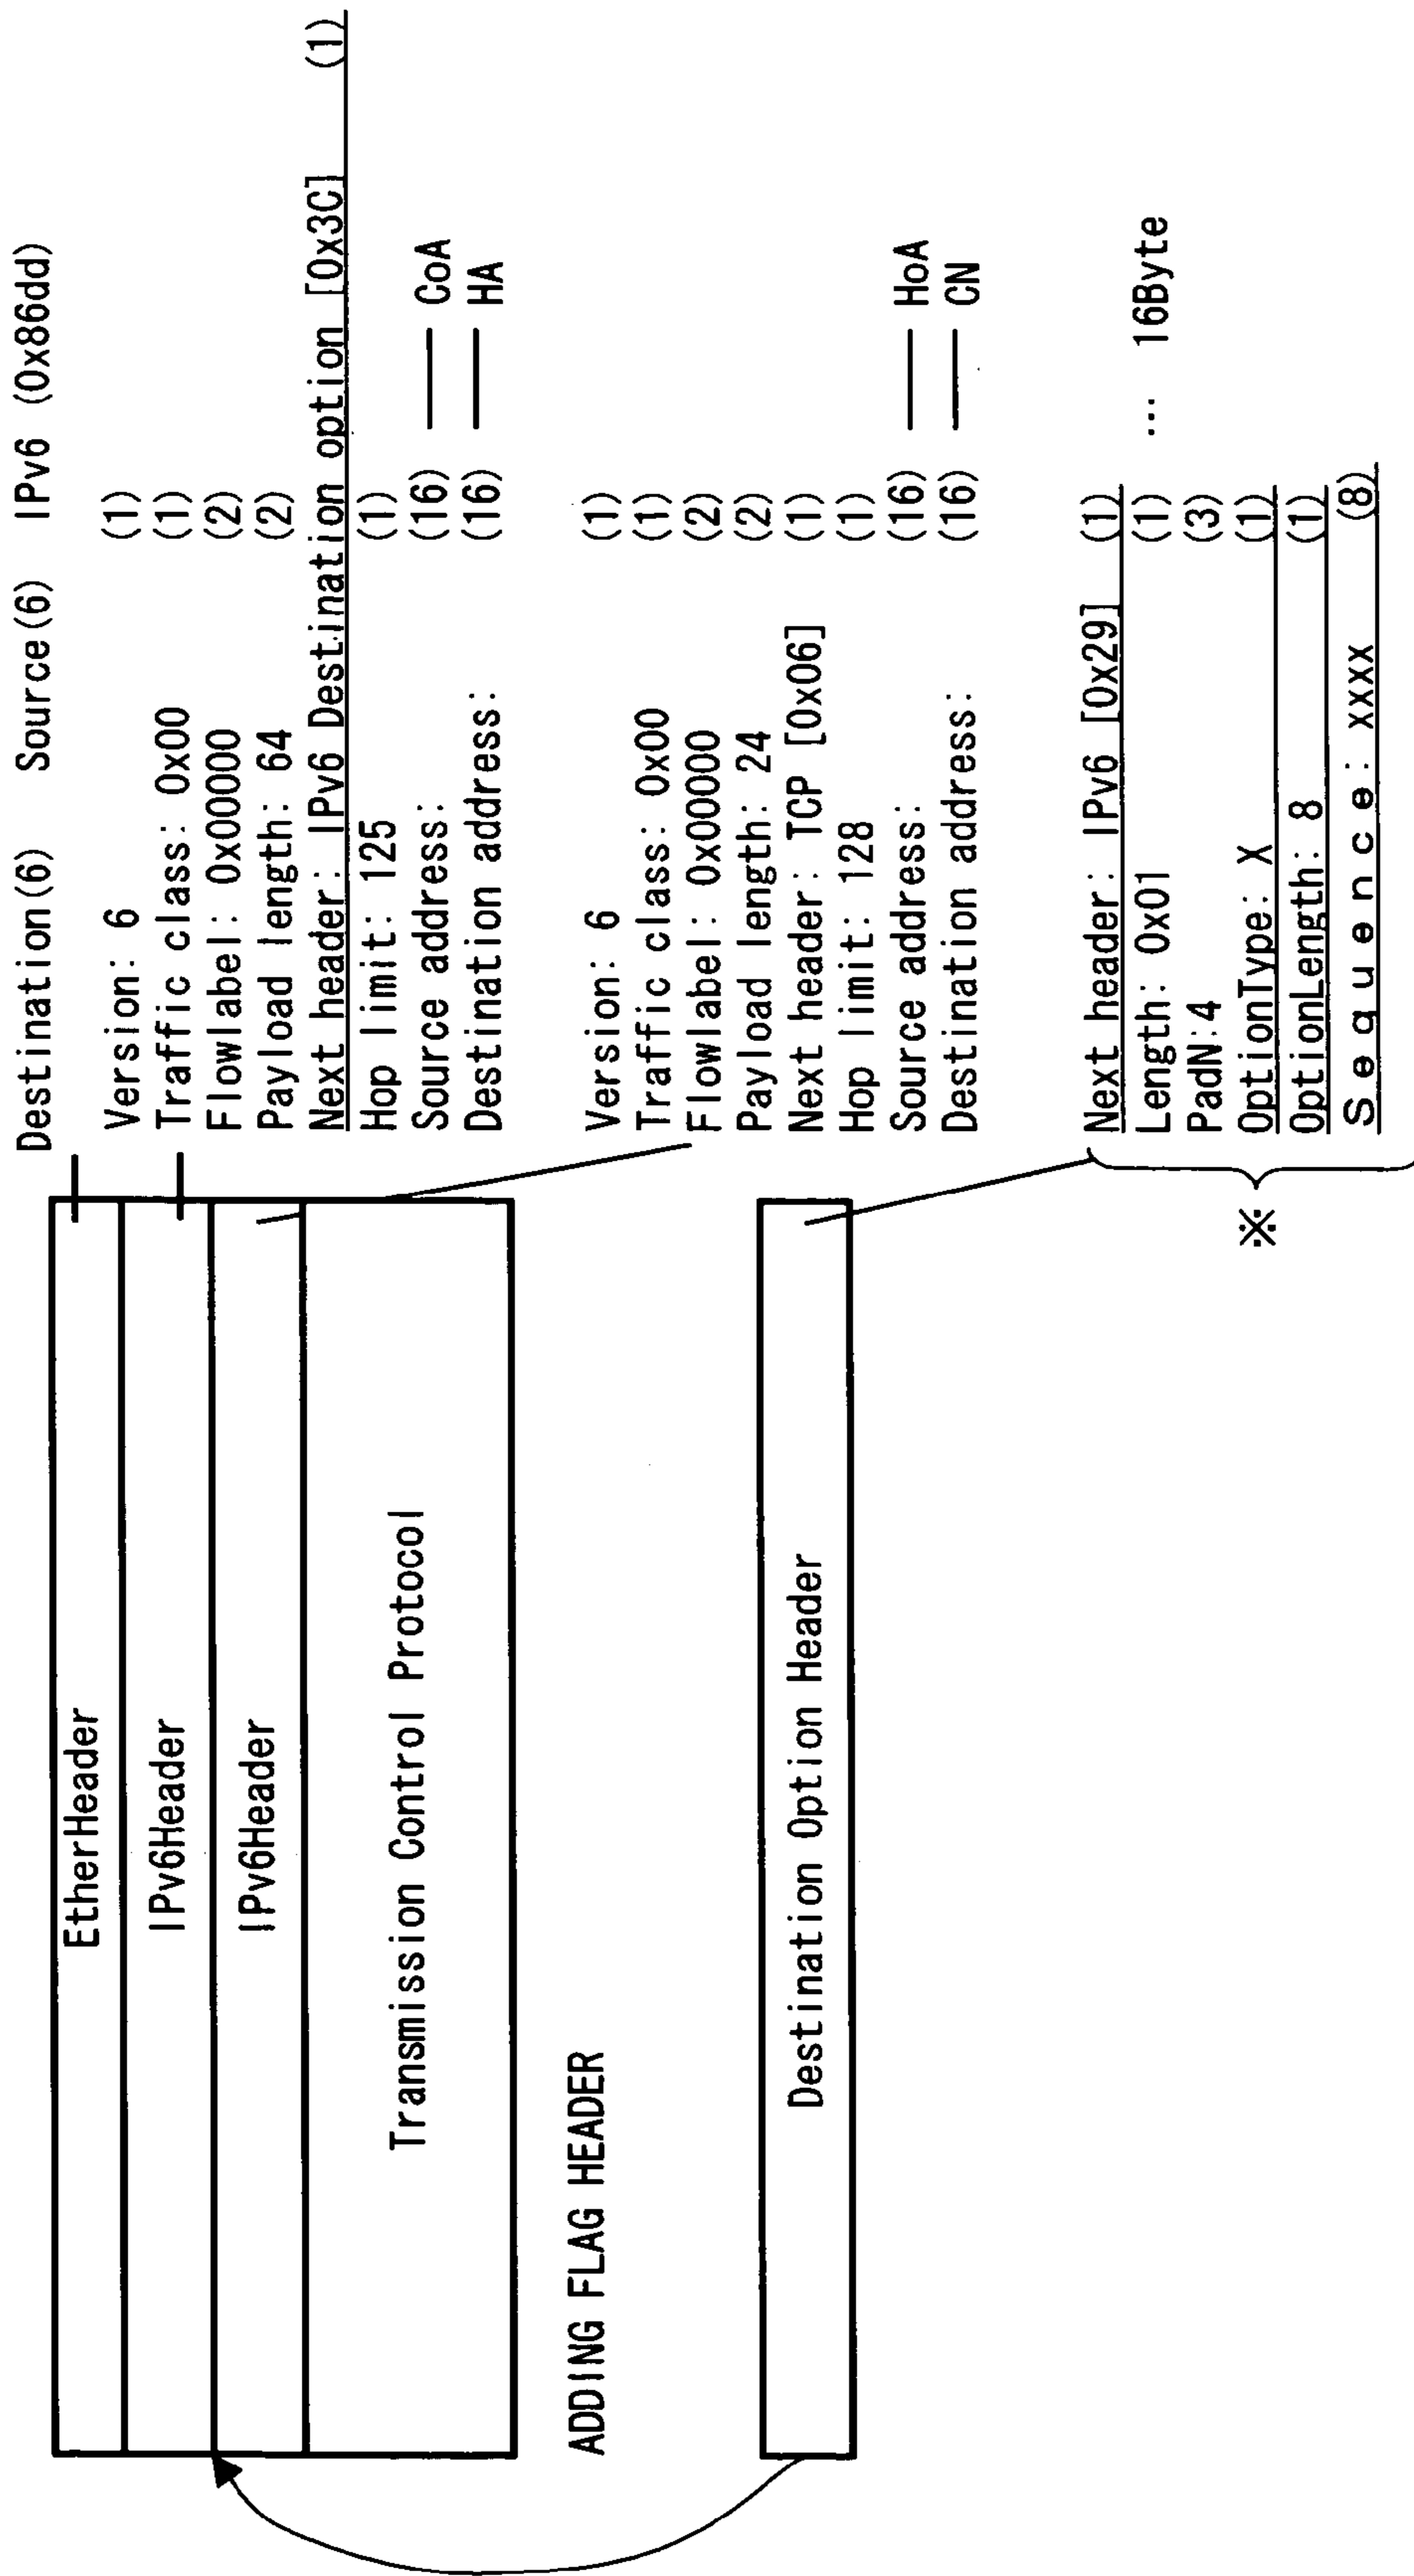 Destination(6) Source(6) IPv6 (0x86dd)
EtherHeader
IPv6Header
IPv6Header
Transmission Control Protocol
Version: 6 (1)
Traffic class: 0x00 (1)
Flowlabel: 0x00000 (2)
Payload length: 64 (2)
Next header: IPv6 Destination option [0x3C] (1)
Hop limit: 125 (1)
Source address: (16) CoA
Destination address: (16) HA
Version: 6 (1)
Traffic class: 0x00 (1)
Flowlabel: 0x00000 (2)
Payload length: 24 (2)
Next header: TCP [0x06] (1)
Hop limit: 128 (1)
Source address: (16) HoA
Destination address: (16) CN
ADDING FLAG HEADER
Destination Option Header
Next header: IPv6 [0x29] (1)
Length: 0x01 (1) ... 16Byte
PadN:4 (3)
OptionType: X (1)
OptionLength: 8 (1)
Sequence: xxxx (8)
※